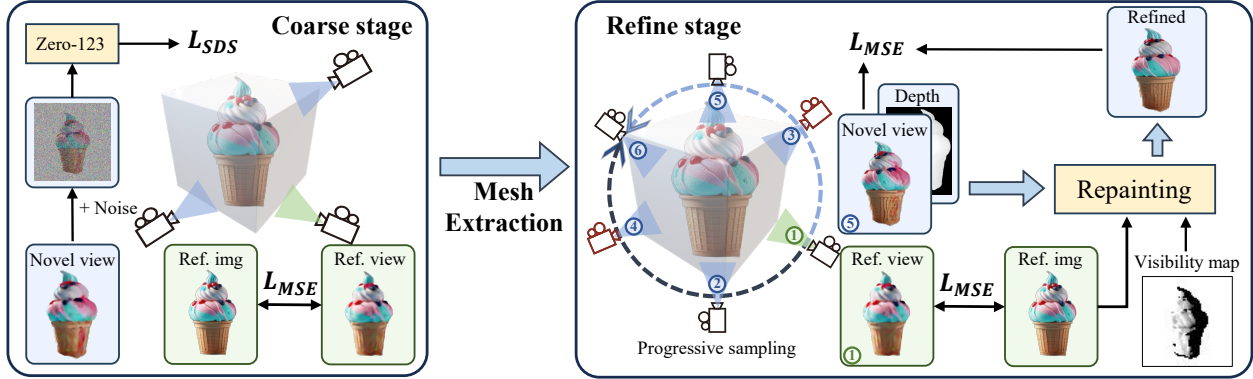 Coarse stage
Zero-123
L_SDS
+ Noise
Novel view
Ref. img
L_MSE
Ref. view
Mesh
Extraction
Refine stage
⑤
③
⑥
④
①
②
Progressive sampling
L_MSE
Depth
Novel view
⑤
Refined
Repainting
Ref. view
①
L_MSE
Ref. img
Visibility map